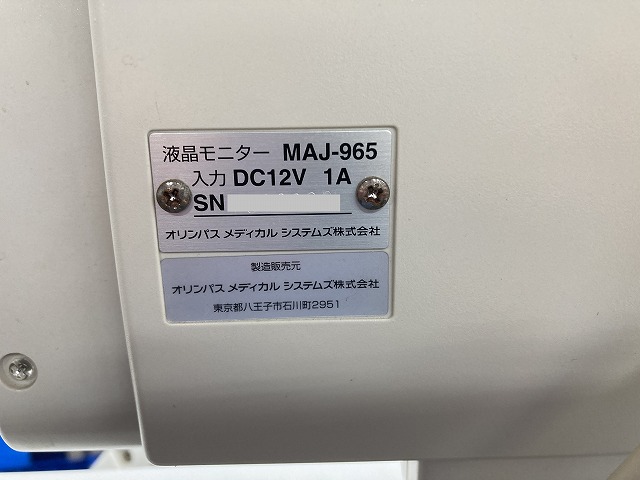 液晶モニター MAJ-965
入力 DC12V 1A
SN
オリンパス メディカル システムズ株式会社
製造販売元
オリンパス メディカル システムズ株式会社
東京都八王子市石川町2951